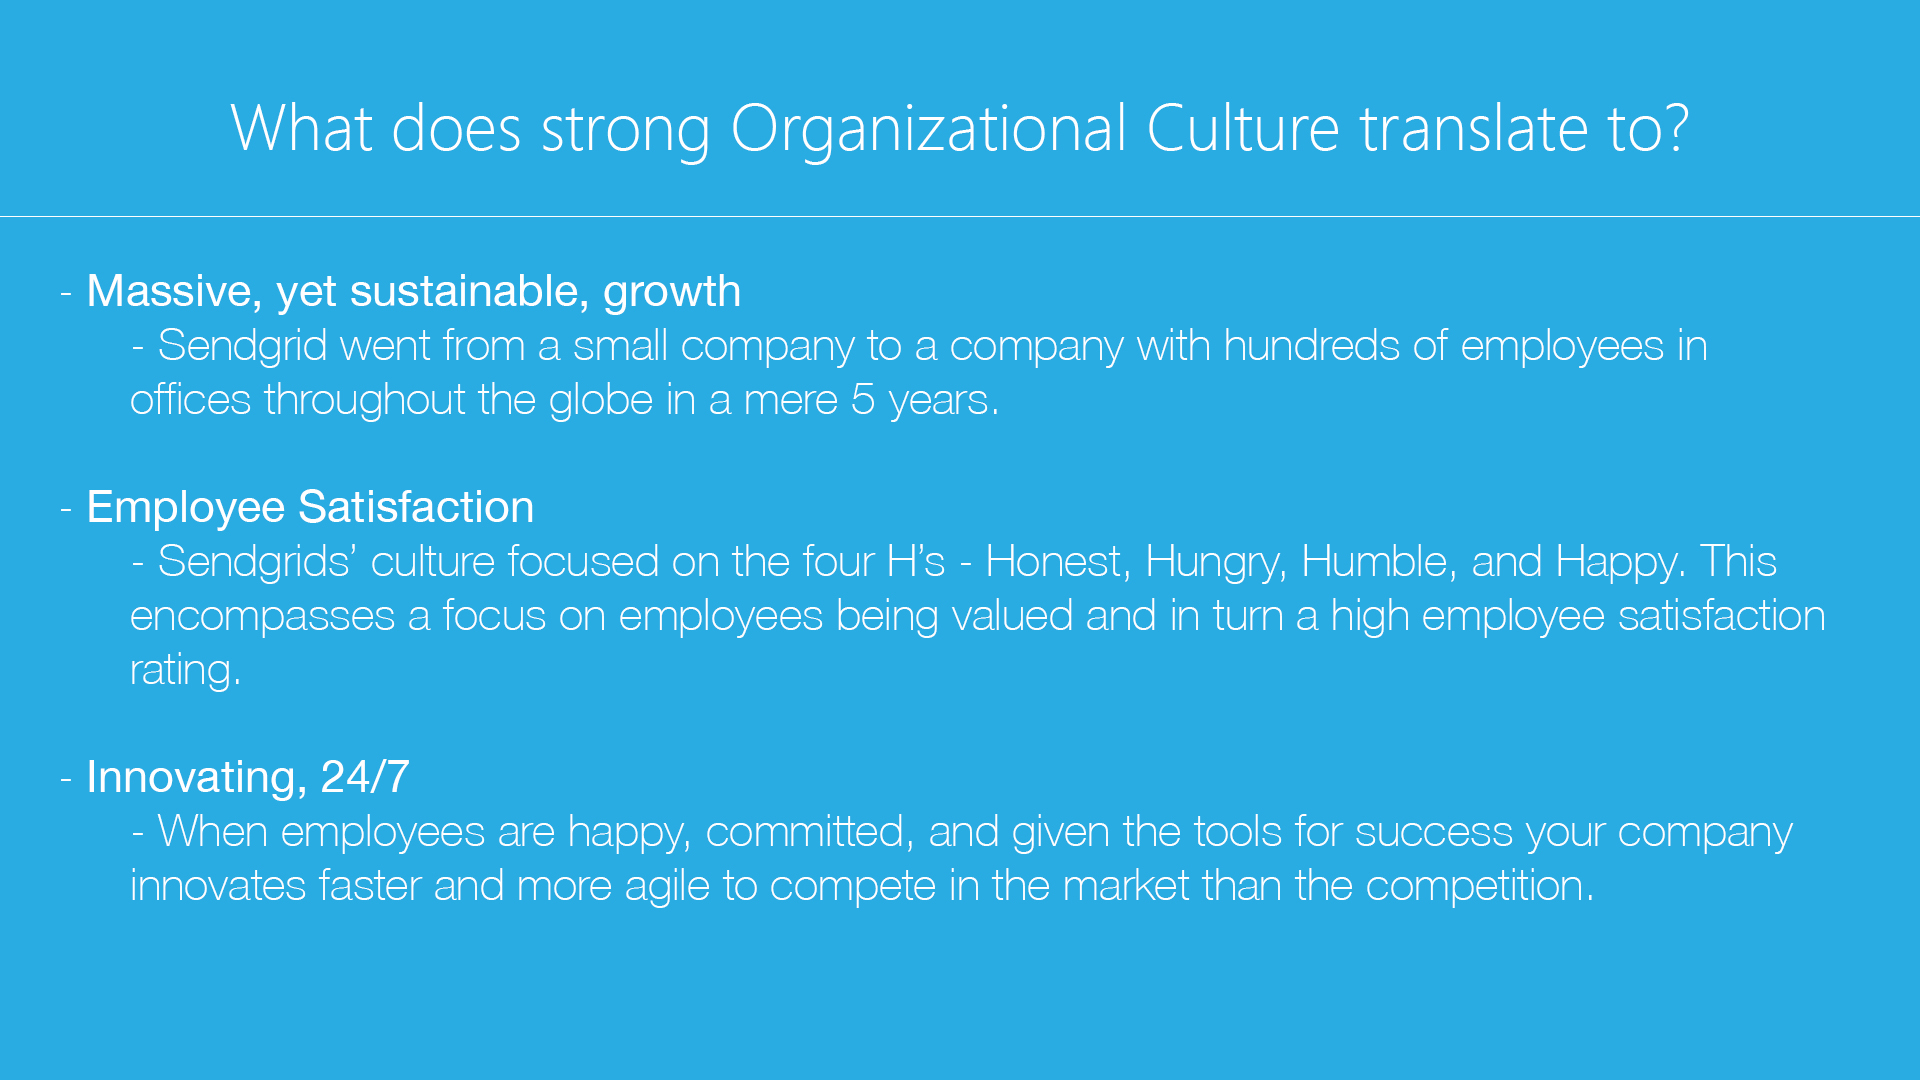 What does strong Organizational Culture translate to?
- Massive, yet sustainable, growth
- Sendgrid went from a small company to a company with hundreds of employees in
offices throughout the globe in a mere 5 years.
- Employee Satisfaction
- Sendgrids’ culture focused on the four H’s - Honest, Hungry, Humble, and Happy. This
encompasses a focus on employees being valued and in turn a high employee satisfaction
rating.
- Innovating, 24/7
- When employees are happy, committed, and given the tools for success your company
innovates faster and more agile to compete in the market than the competition.